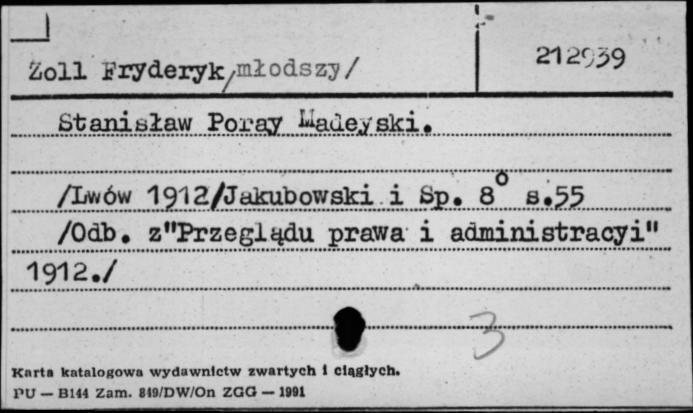 Zoll Fryderyk/młodszy/
212939
Stanisław Poray Madeyski.
/Lwów 1912/Jakubowski i Sp. 8° s.55
/Odb. z"Przeglądu prawa i administracyi"
1912./
3
Karta katalogowa wydawnictw zwartych i ciągłych.
PU — B144 Zam. 849/DW/On ZGG — 1991